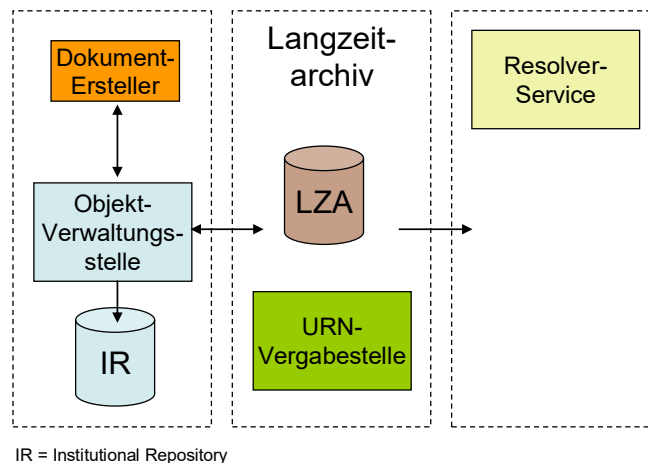 Dokument-
Ersteller
Objekt-
Verwaltungs-
stelle
IR
Langzeit-
archiv
LZA
URN-
Vergabestelle
Resolver-
Service
IR = Institutional Repository